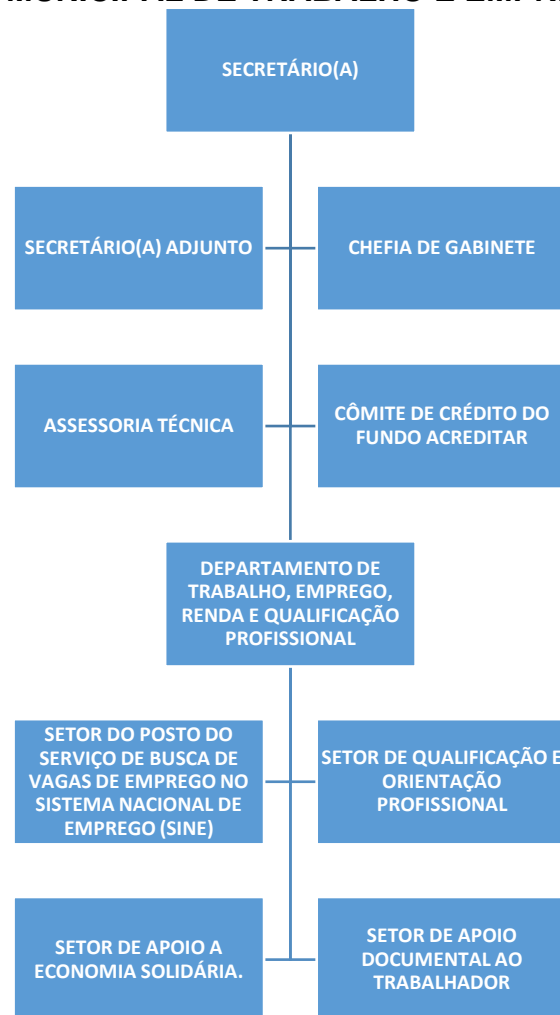 DE TRABALHO E
SECRETÁRIO(A)
SECRETÁRIO(A) ADJUNTO
CHEFIA DE GABINETE
ASSESSORIA TÉCNICA
CÔMITE DE CRÉDITO DO
FUNDO ACREDITAR
DEPARTAMENTO DE
TRABALHO, EMPREGO,
RENDA E QUALIFICAÇÃO
PROFISSIONAL
SETOR DO POSTO DO
SERVIÇO DE BUSCA DE
VAGAS DE EMPREGO NO
SISTEMA NACIONAL DE
EMPREGO (SINE)
SETOR DE QUALIFICAÇÃO E
ORIENTAÇÃO
PROFISSIONAL
SETOR DE APOIO A
ECONOMIA SOLIDÁRIA.
SETOR DE APOIO
DOCUMENTAL AO
TRABALHADOR